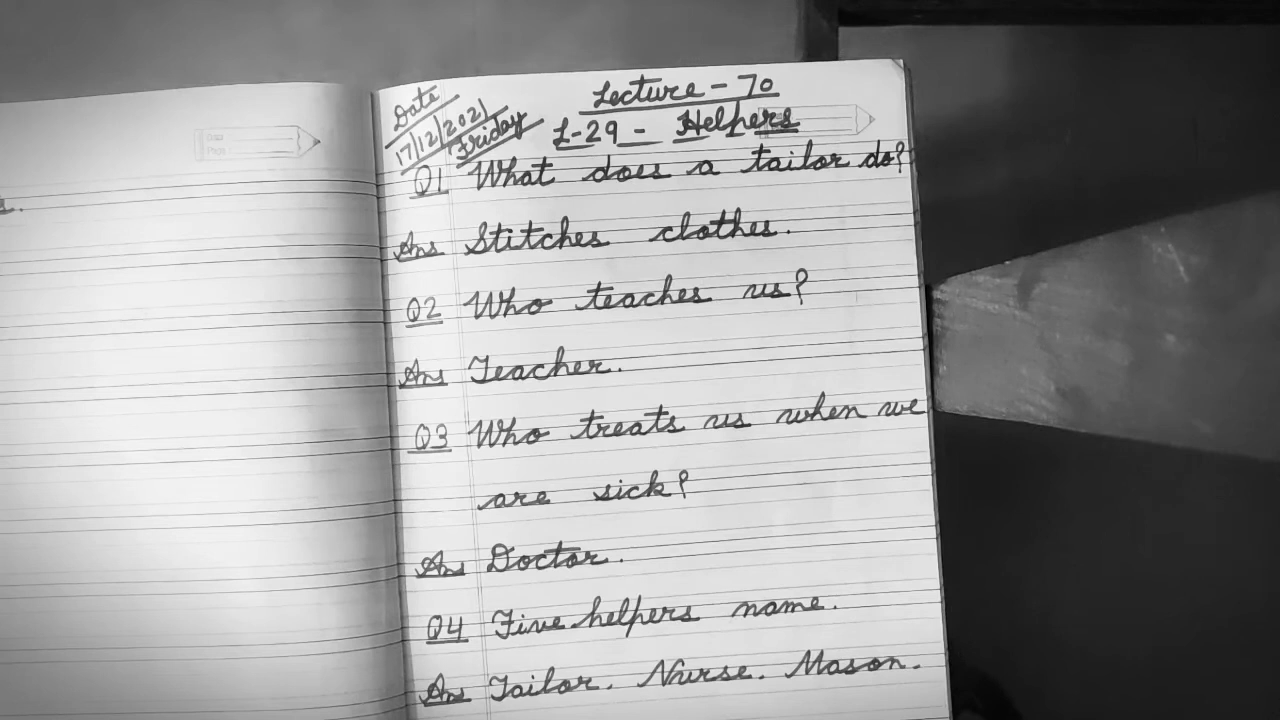 Date
17/12/2021
Friday
Lecture - 70
L-29 - Helpers
Q1 What does a tailor do?
Ans Stitches clothes.
Q2 Who teaches us?
Ans Teacher.
Q3 Who treats us when we
are sick?
Ans Doctor.
Q4 Five helpers name.
Ans Tailor. Nurse. Mason.